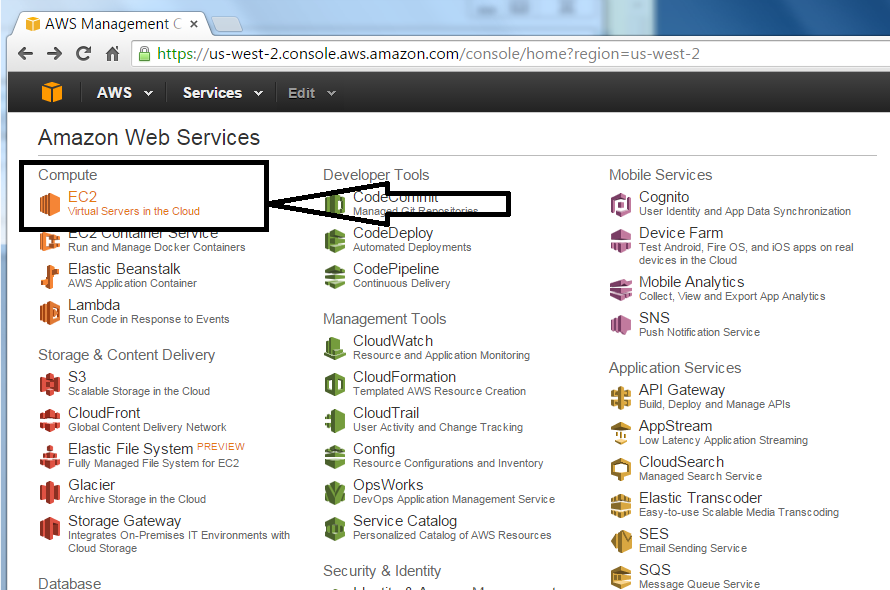 AWS Management C
https://us-west-2.console.aws.amazon.com/console/home?region=us-west-2
AWS Services Edit
Amazon Web Services
Compute
EC2
Virtual Servers in the Cloud
EC2 Container Service
Run and Manage Docker Containers
Elastic Beanstalk
AWS Application Container
Lambda
Run Code in Response to Events
Storage & Content Delivery
S3
Scalable Storage in the Cloud
CloudFront
Global Content Delivery Network
Elastic File System PREVIEW
Fully Managed File System for EC2
Glacier
Archive Storage in the Cloud
Storage Gateway
Integrates On-Premises IT Environments with
Cloud Storage
Database
Developer Tools
CodeCommit
Managed Git Repositories
CodeDeploy
Automated Deployments
CodePipeline
Continuous Delivery
Management Tools
CloudWatch
Resource and Application Monitoring
CloudFormation
Templated AWS Resource Creation
CloudTrail
User Activity and Change Tracking
Config
Resource Configurations and Inventory
OpsWorks
DevOps Application Management Service
Service Catalog
Personalized Catalog of AWS Resources
Security & Identity
Identity & Access Management
Mobile Services
Cognito
User Identity and App Data Synchronization
Device Farm
Test Android, Fire OS, and iOS apps on real
devices in the Cloud
Mobile Analytics
Collect, View and Export App Analytics
SNS
Push Notification Service
Application Services
API Gateway
Build, Deploy and Manage APIs
AppStream
Low Latency Application Streaming
CloudSearch
Managed Search Service
Elastic Transcoder
Easy-to-use Scalable Media Transcoding
SES
Email Sending Service
SQS
Message Queue Service